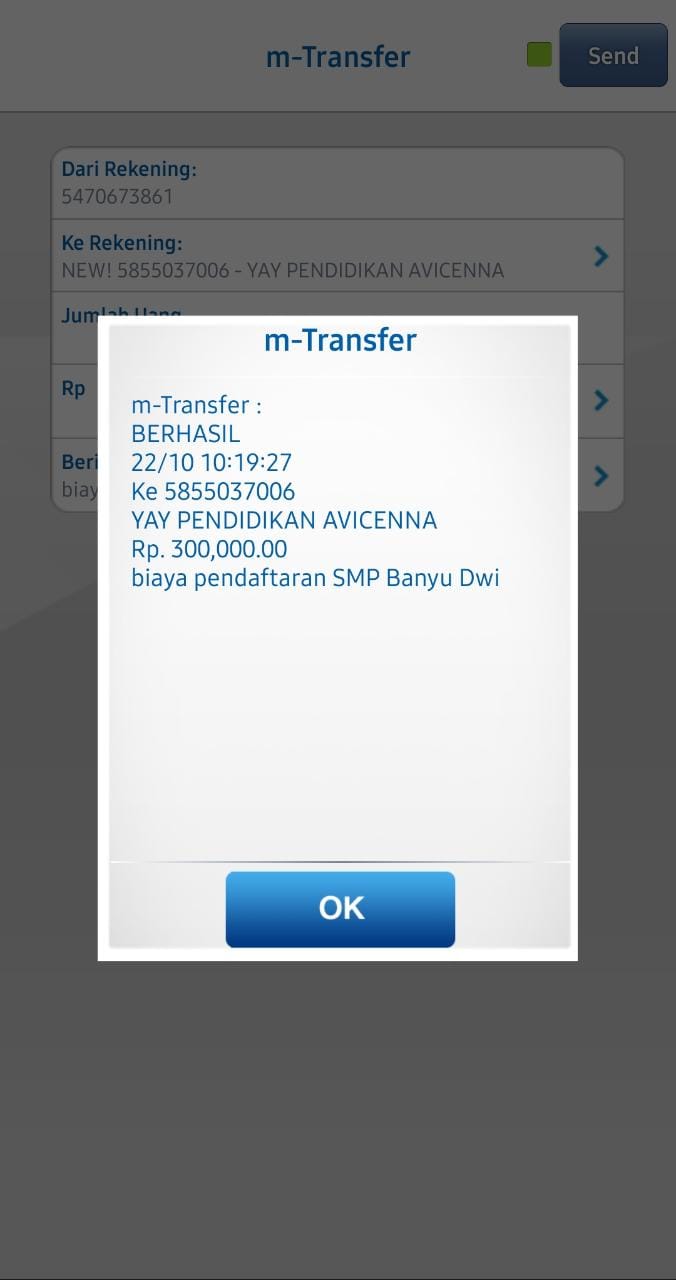 m-Transfer
Send
Dari Rekening:
5470673861
Ke Rekening:
NEW! 5855037006 - YAY PENDIDIKAN AVICENNA
Jumlah Uang
Rp
m-Transfer
m-Transfer :
BERHASIL
22/10 10:19:27
Ke 5855037006
YAY PENDIDIKAN AVICENNA
Rp. 300,000.00
biaya pendaftaran SMP Banyu Dwi
OK